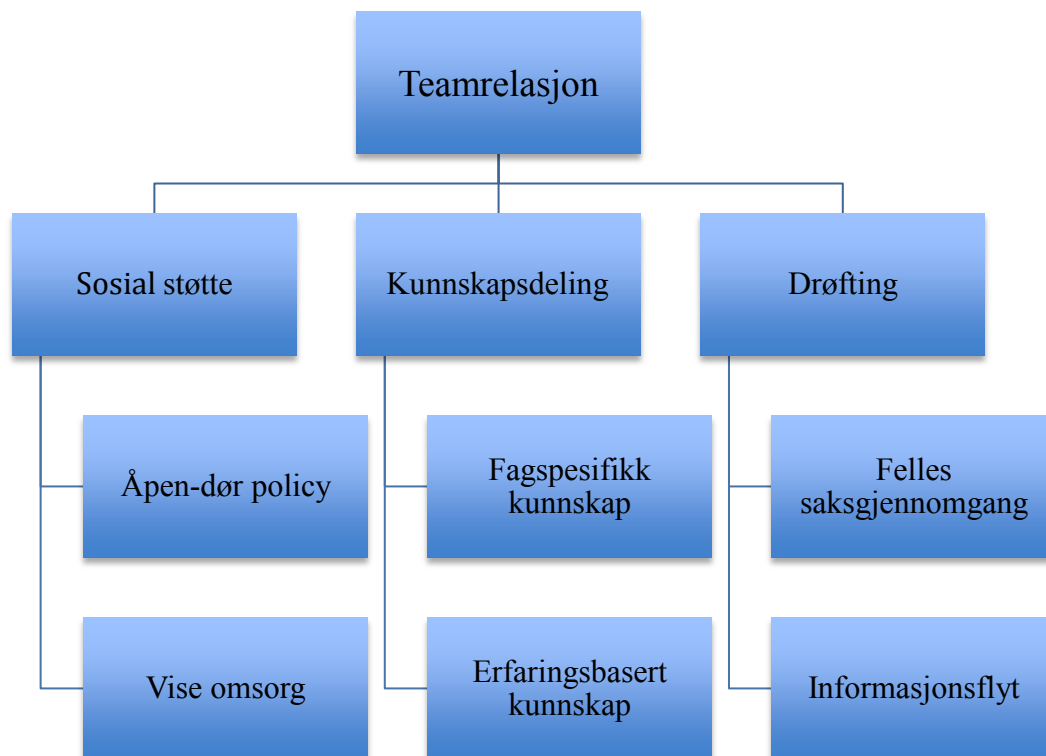 Teamrelasjon
Sosial støtte
Kunnskapsdeling
Drøfting
Åpen-dør policy
Fagspesifikk
kunnskap
Felles
saksgjennomgang
Vise omsorg
Erfaringsbasert
kunnskap
Informasjonsflyt